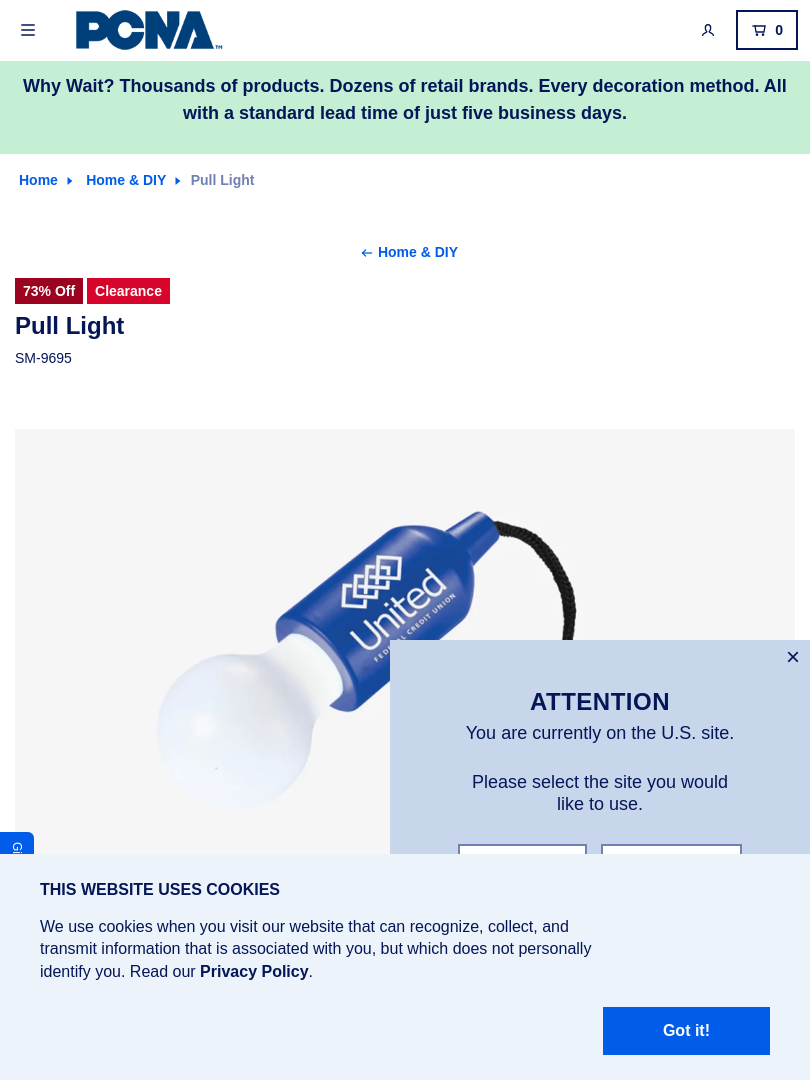 PCNA™
0
Why Wait? Thousands of products. Dozens of retail brands. Every decoration method. All
with a standard lead time of just five business days.
Home
Home & DIY
Pull Light
Home & DIY
73% Off
Clearance
Pull Light
SM-9695
United
FEDERAL CREDIT UNION
ATTENTION
You are currently on the U.S. site.
Please select the site you would
like to use.
THIS WEBSITE USES COOKIES
We use cookies when you visit our website that can recognize, collect, and
transmit information that is associated with you, but which does not personally
identify you. Read our Privacy Policy.
Got it!